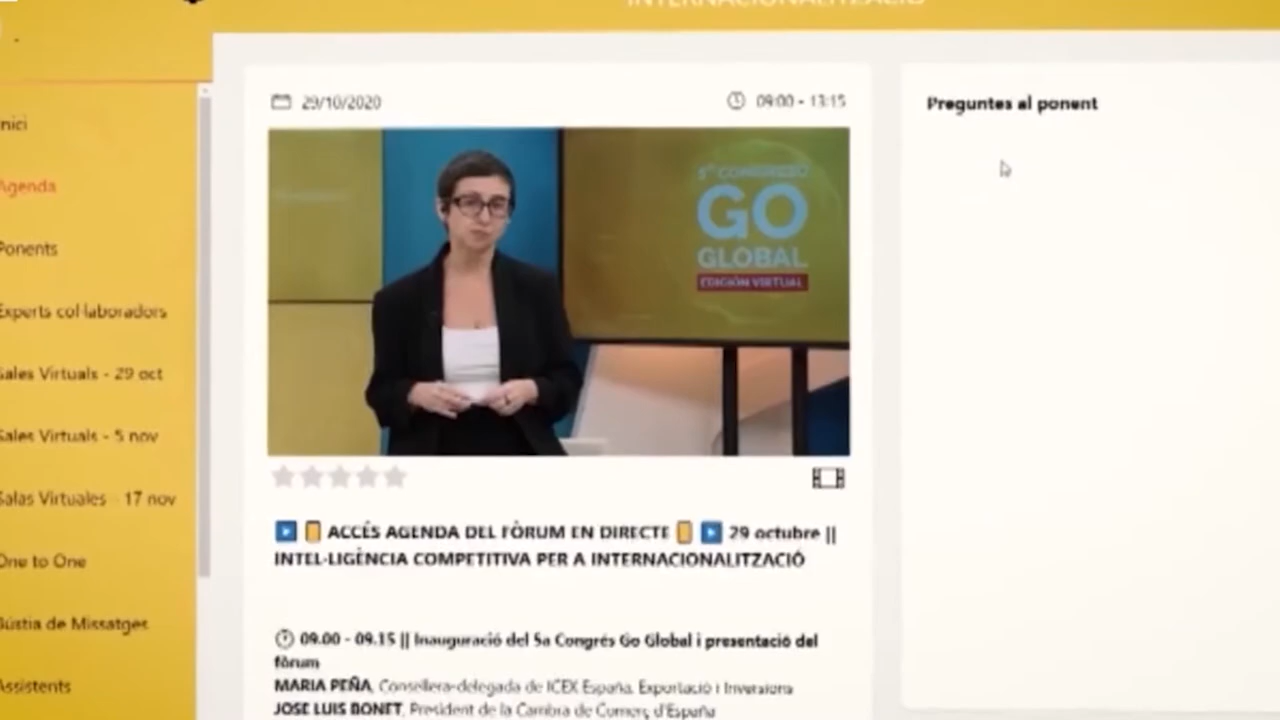 INTERNACIONALITZACIÓ
29/10/2020
09:00 - 13:15
Preguntes al ponent
Inici
Agenda
Ponents
Experts col·laboradors
Sales Virtuals - 29 oct
Sales Virtuals - 5 nov
Salas Virtuales - 17 nov
One to One
Bústia de Missatges
Assistents
GO
GLOBAL
EDICIÓN VIRTUAL
ACCÉS AGENDA DEL FÒRUM EN DIRECTE 29 octubre ||
INTEL·LIGÈNCIA COMPETITIVA PER A INTERNACIONALITZACIÓ
09.00 - 09.15 || Inauguració del 5a Congrés Go Global i presentació del
fòrum
MARIA PEÑA, Consellera-delegada de ICEX España, Exportació i Inversions
JOSE LUIS BONET, President de la Cambra de Comerç d'España